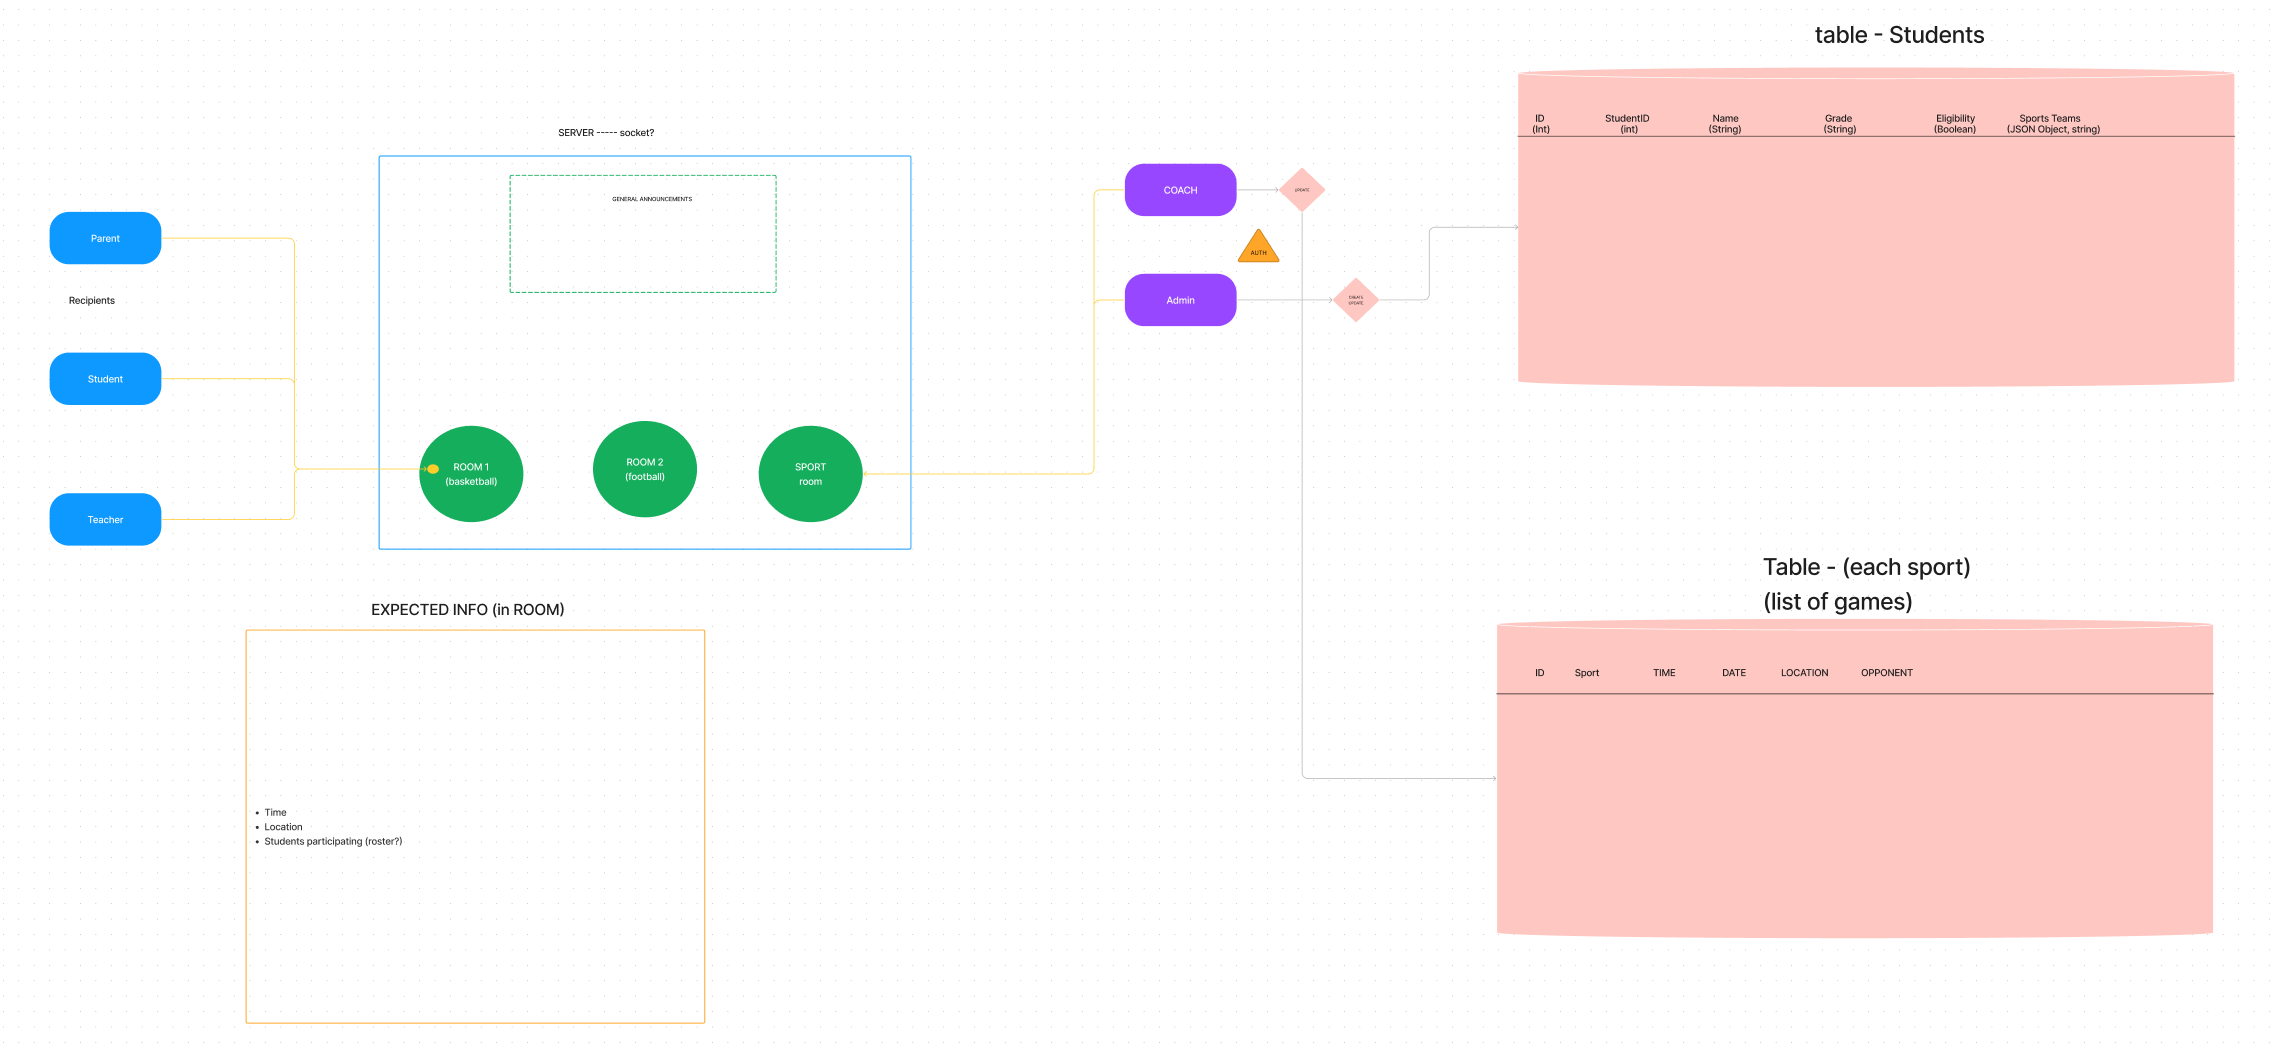 table - Students
ID
(Int)
StudentID
(int)
Name
(String)
Grade
(String)
Eligibility
(Boolean)
Sports Teams
(JSON Object, string)
SERVER ----- socket?
GENERAL ANNOUNCEMENTS
COACH
UPDATE
Parent
AUTH
Recipients
Admin
CREATE
UPDATE
Student
ROOM 1
(basketball)
ROOM 2
(football)
SPORT
room
Teacher
Table - (each sport)
(list of games)
EXPECTED INFO (in ROOM)
ID Sport TIME DATE LOCATION OPPONENT
• Time
• Location
• Students participating (roster?)